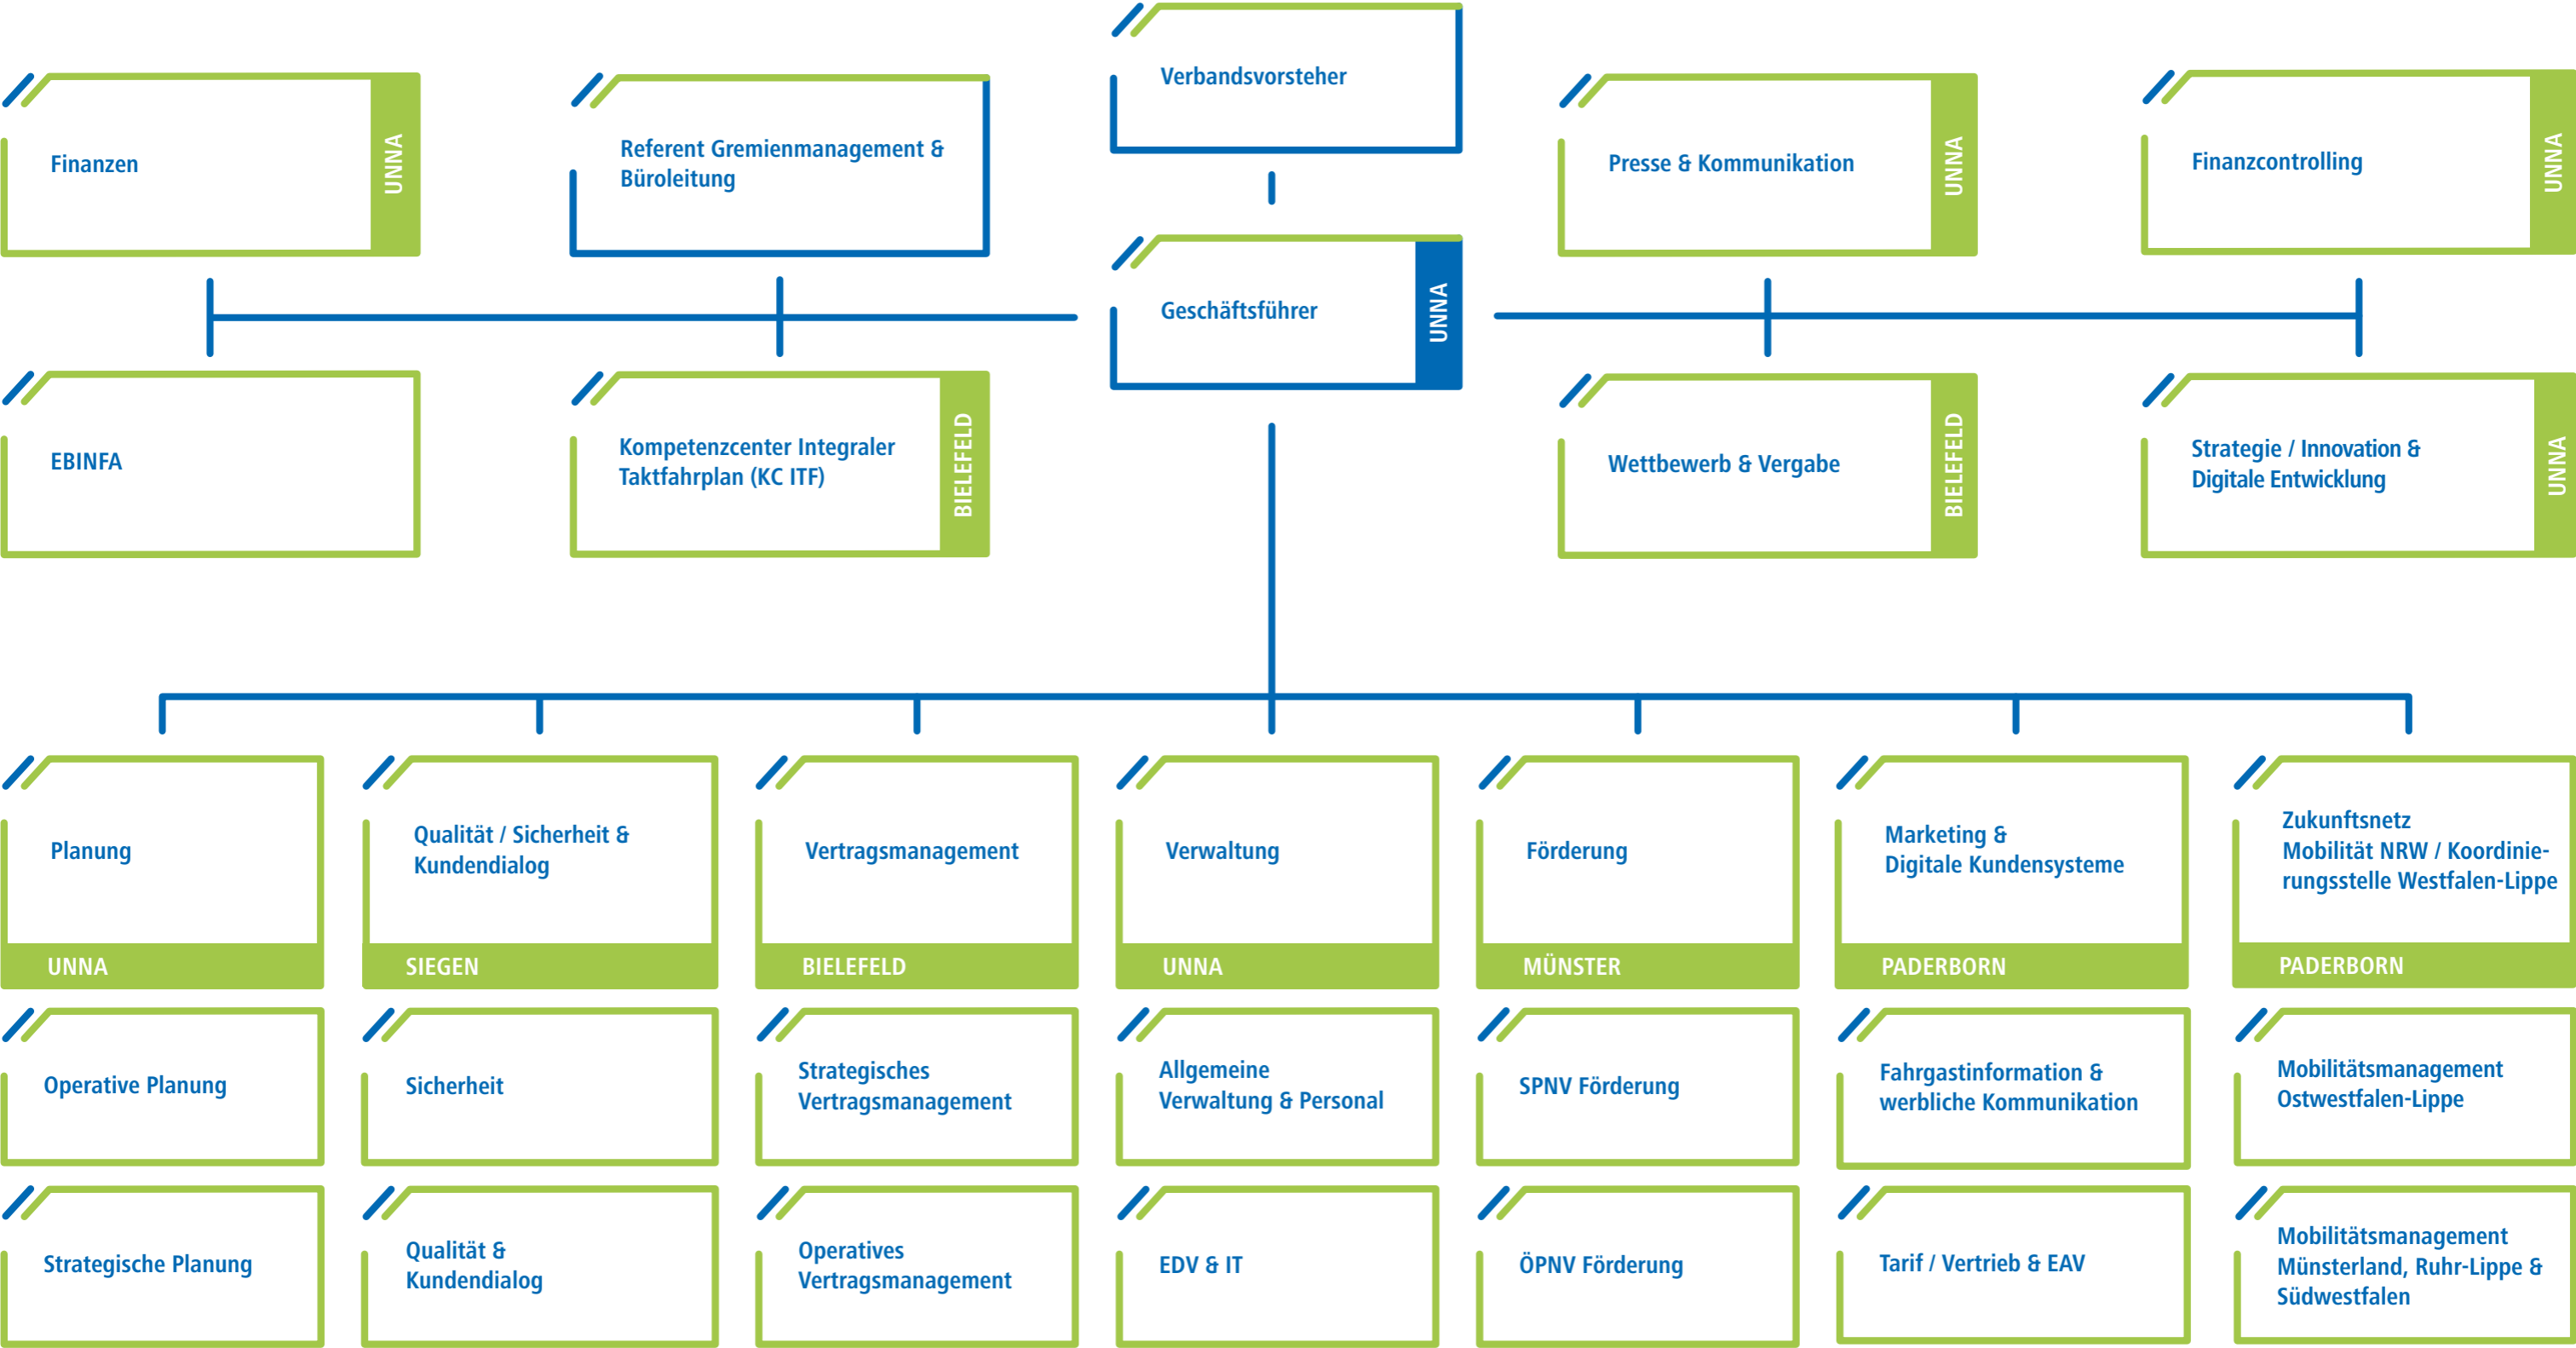 Verbandsvorsteher
Finanzen
UNNA
Referent Gremienmanagement &
Büroleitung
Presse & Kommunikation
UNNA
Finanzcontrolling
UNNA
Geschäftsführer
UNNA
EBINFA
Kompetenzcenter Integraler
Taktfahrplan (KC ITF)
BIELEFELD
Wettbewerb & Vergabe
BIELEFELD
Strategie / Innovation &
Digitale Entwicklung
UNNA
Planung
UNNA
Qualität / Sicherheit &
Kundendialog
SIEGEN
Vertragsmanagement
BIELEFELD
Verwaltung
UNNA
Förderung
MÜNSTER
Marketing &
Digitale Kundensysteme
PADERBORN
Zukunftsnetz
Mobilität NRW / Koordinie-
rungsstelle Westfalen-Lippe
PADERBORN
Operative Planung
Sicherheit
Strategisches
Vertragsmanagement
Allgemeine
Verwaltung & Personal
SPNV Förderung
Fahrgastinformation &
werbliche Kommunikation
Mobilitätsmanagement
Ostwestfalen-Lippe
Strategische Planung
Qualität &
Kundendialog
Operatives
Vertragsmanagement
EDV & IT
ÖPNV Förderung
Tarif / Vertrieb & EAV
Mobilitätsmanagement
Münsterland, Ruhr-Lippe &
Südwestfalen